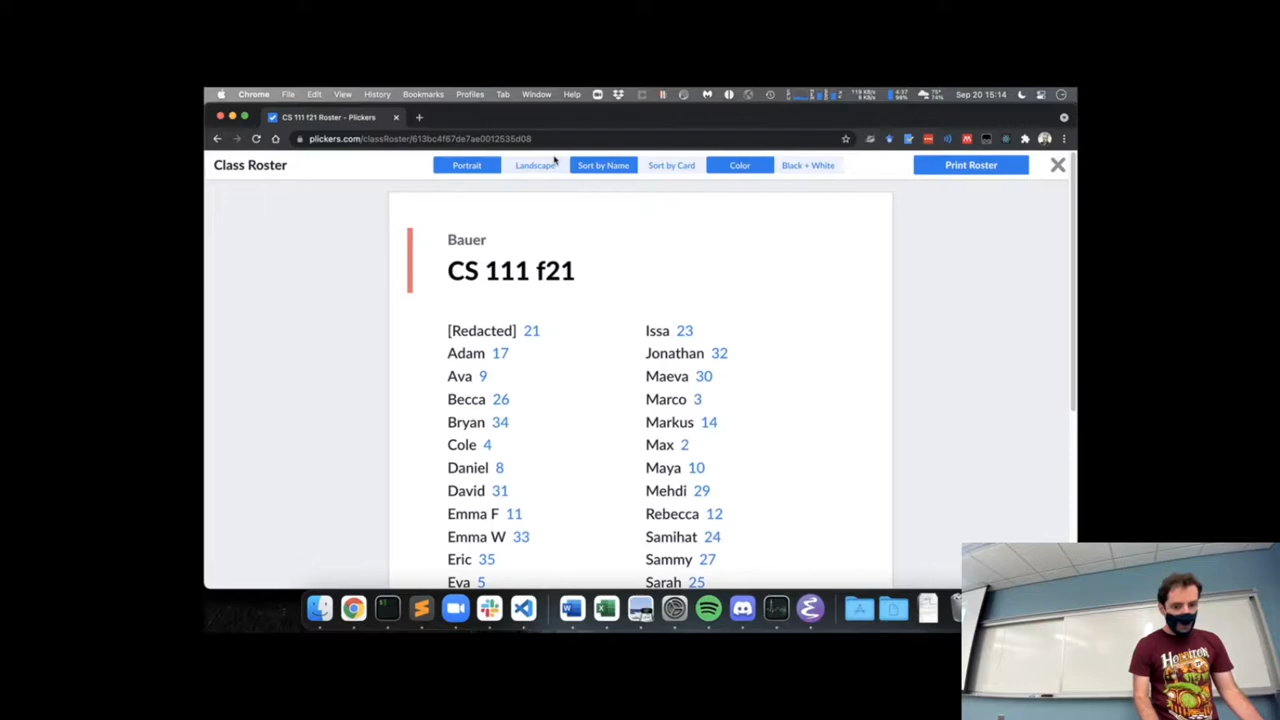 Chrome File Edit View History Bookmarks Profiles Tab Window Help Sep 20 15:14
CS 111 f21 Roster - Plickers
plickers.com/classRoster/613bc4f67de7ae0012535d08
Class Roster Portrait Landscape Sort by Name Sort by Card Color Black + White Print Roster
Bauer
CS 111 f21
[Redacted] 21
Adam 17
Ava 9
Becca 26
Bryan 34
Cole 4
Daniel 8
David 31
Emma F 11
Emma W 33
Eric 35
Eva 5
Issa 23
Jonathan 32
Maeva 30
Marco 3
Markus 14
Max 2
Maya 10
Mehdi 29
Rebecca 12
Samihat 24
Sammy 27
Sarah 25